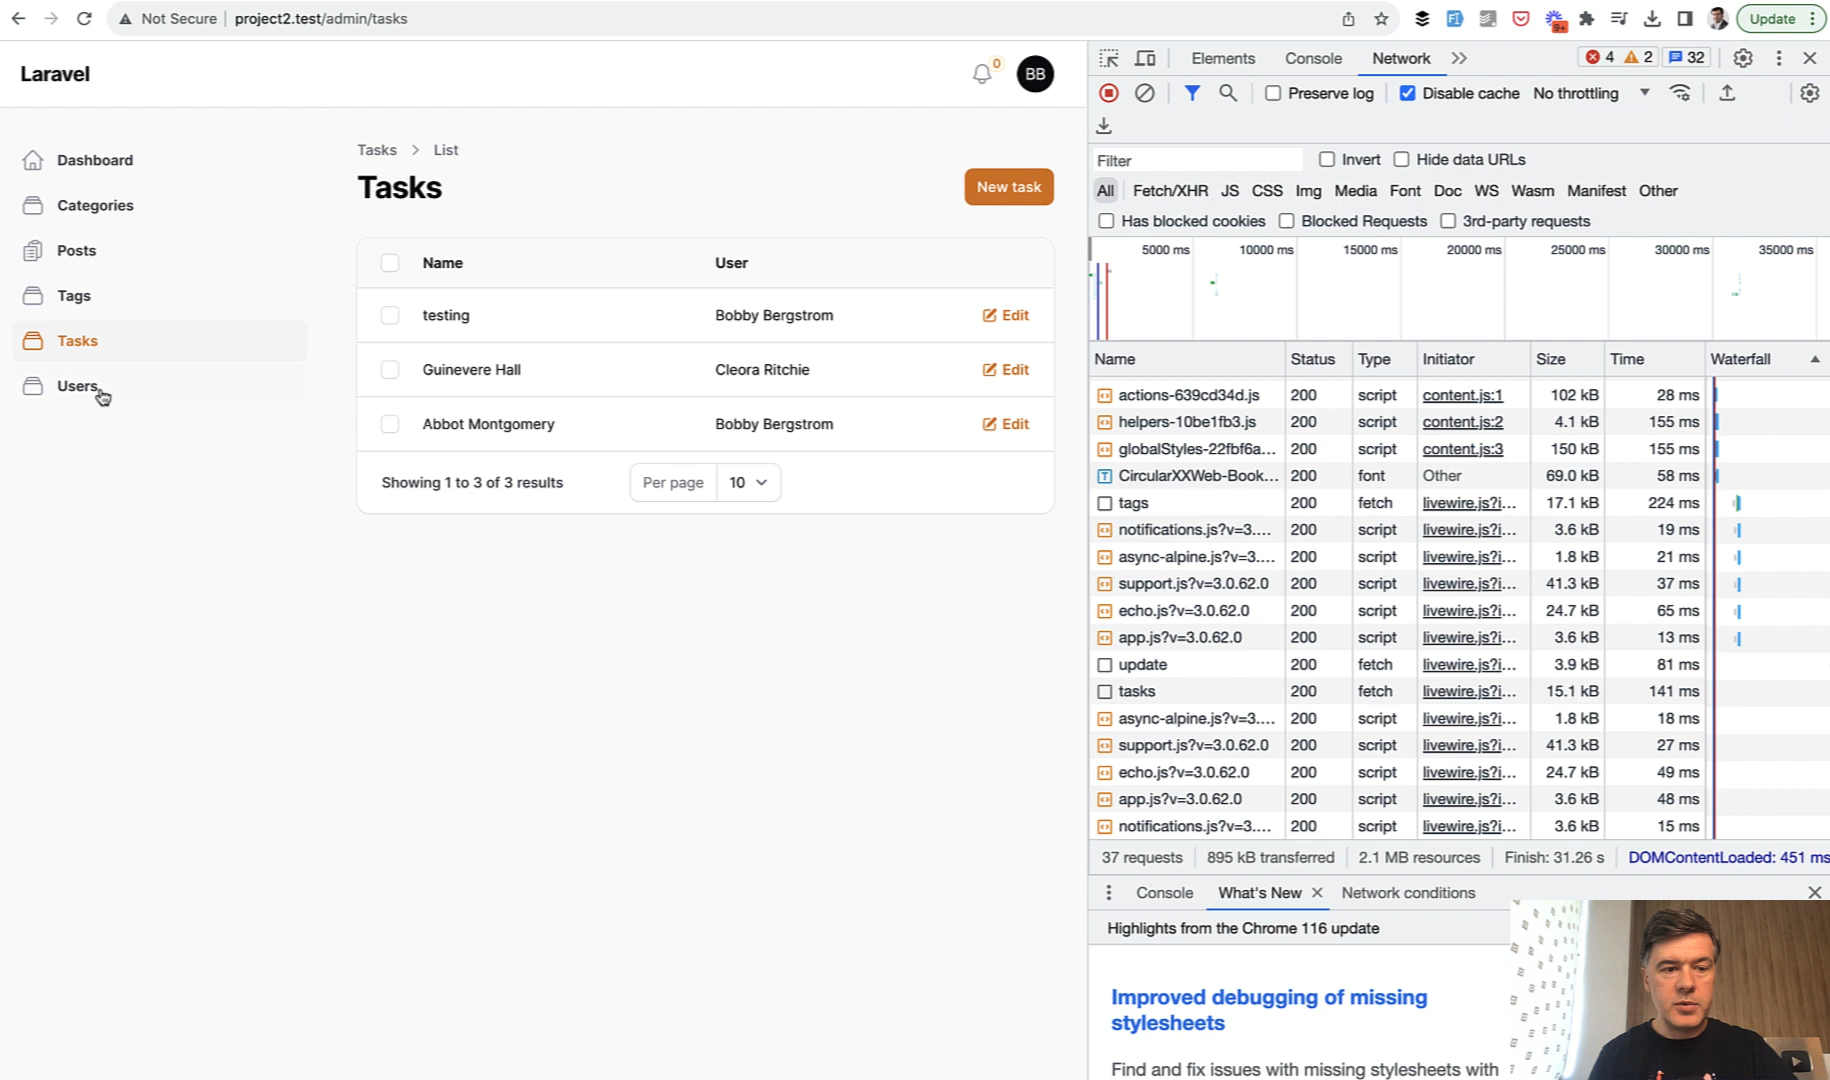 Not Secure project2.test/admin/tasks
9+
Update
Laravel
0
BB
Dashboard
Categories
Posts
Tags
Tasks
Users
Tasks > List
Tasks
New task
Name User
testing Bobby Bergstrom Edit
Guinevere Hall Cleora Ritchie Edit
Abbot Montgomery Bobby Bergstrom Edit
Showing 1 to 3 of 3 results Per page 10
Elements Console Network 4 2 32
Preserve log Disable cache No throttling
Filter Invert Hide data URLs
All Fetch/XHR JS CSS Img Media Font Doc WS Wasm Manifest Other
Has blocked cookies Blocked Requests 3rd-party requests
5000 ms 10000 ms 15000 ms 20000 ms 25000 ms 30000 ms 35000 ms
Name Status Type Initiator Size Time Waterfall
actions-639cd34d.js 200 script content.js:1 102 kB 28 ms
helpers-10be1fb3.js 200 script content.js:2 4.1 kB 155 ms
globalStyles-22fbf6a... 200 script content.js:3 150 kB 155 ms
CircularXXWeb-Book... 200 font Other 69.0 kB 58 ms
tags 200 fetch livewire.js?i... 17.1 kB 224 ms
notifications.js?v=3.... 200 script livewire.js?i... 3.6 kB 19 ms
async-alpine.js?v=3.... 200 script livewire.js?i... 1.8 kB 21 ms
support.js?v=3.0.62.0 200 script livewire.js?i... 41.3 kB 37 ms
echo.js?v=3.0.62.0 200 script livewire.js?i... 24.7 kB 65 ms
app.js?v=3.0.62.0 200 script livewire.js?i... 3.6 kB 13 ms
update 200 fetch livewire.js?i... 3.9 kB 81 ms
tasks 200 fetch livewire.js?i... 15.1 kB 141 ms
async-alpine.js?v=3.... 200 script livewire.js?i... 1.8 kB 18 ms
support.js?v=3.0.62.0 200 script livewire.js?i... 41.3 kB 27 ms
echo.js?v=3.0.62.0 200 script livewire.js?i... 24.7 kB 49 ms
app.js?v=3.0.62.0 200 script livewire.js?i... 3.6 kB 48 ms
notifications.js?v=3.... 200 script livewire.js?i... 3.6 kB 15 ms
37 requests 895 kB transferred 2.1 MB resources Finish: 31.26 s DOMContentLoaded: 451 ms
Console What's New Network conditions
Highlights from the Chrome 116 update
Improved debugging of missing
stylesheets
Find and fix issues with missing stylesheets with